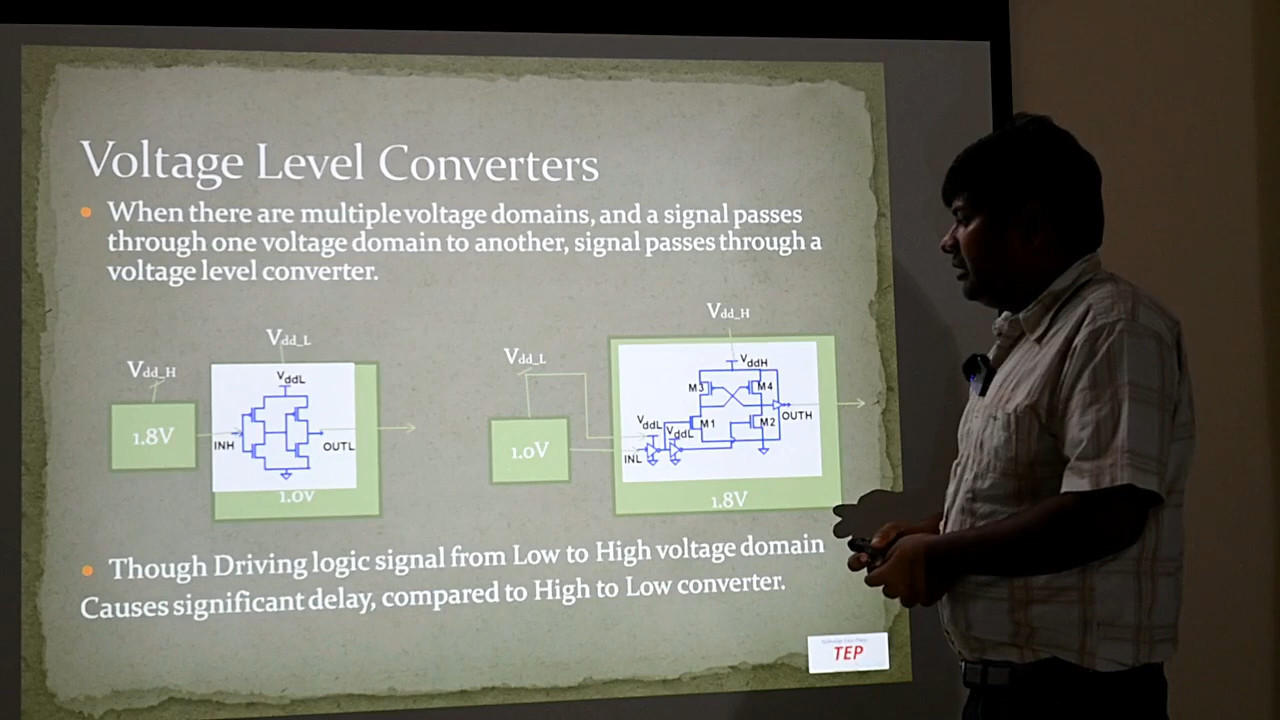 Voltage Level Converters
When there are multiple voltage domains, and a signal passes
through one voltage domain to another, signal passes through a
voltage level converter.
Vdd_H
Vdd_L
1.8V
VddL
INH
OUTL
1.0V
Vdd_L
1.0V
Vdd_H
VddH
M3
M4
OUTH
VddL
VddL
M1
M2
INL
1.8V
Though Driving logic signal from Low to High voltage domain
Causes significant delay, compared to High to Low converter.
TEP